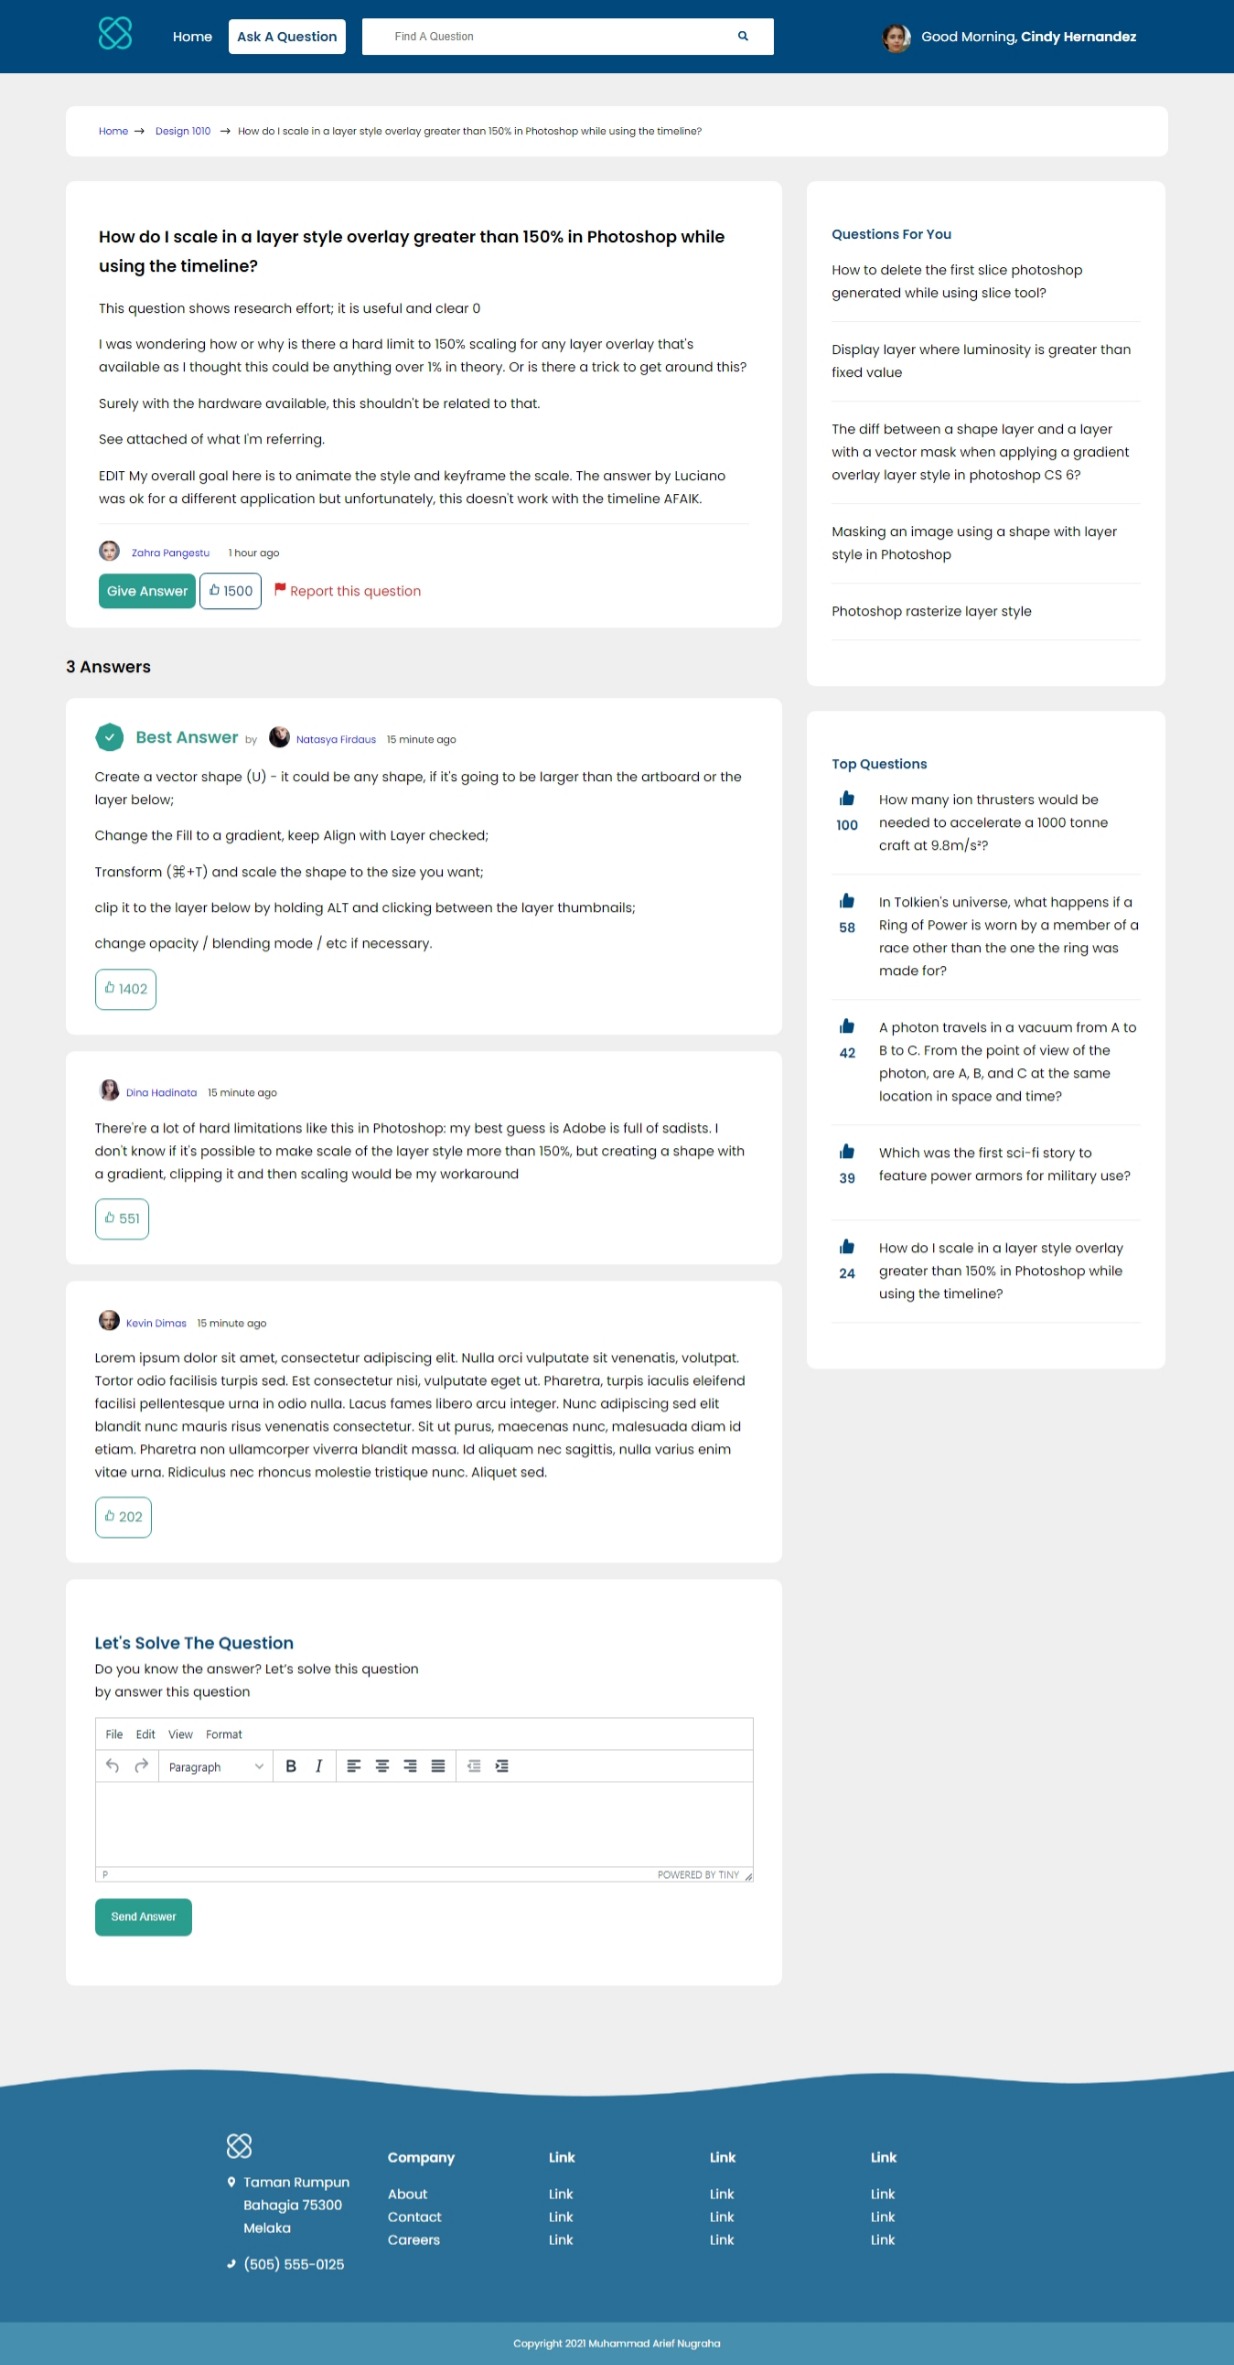 Home
Ask A Question
Find A Question
Good Morning, Cindy Hernandez
Home → Design 1010 → How do I scale in a layer style overlay greater than 150% in Photoshop while using the timeline?
How do I scale in a layer style overlay greater than 150% in Photoshop while
using the timeline?
This question shows research effort; it is useful and clear 0
I was wondering how or why is there a hard limit to 150% scaling for any layer overlay that's
available as I thought this could be anything over 1% in theory. Or is there a trick to get around this?
Surely with the hardware available, this shouldn't be related to that.
See attached of what I'm referring.
EDIT My overall goal here is to animate the style and keyframe the scale. The answer by Luciano
was ok for a different application but unfortunately, this doesn't work with the timeline AFAIK.
Zahra Pangestu 1 hour ago
Give Answer 1500 Report this question
3 Answers
Best Answer by Natasya Firdaus 15 minute ago
Create a vector shape (U) - it could be any shape, if it's going to be larger than the artboard or the
layer below;
Change the Fill to a gradient, keep Align with Layer checked;
Transform (⌘+T) and scale the shape to the size you want;
clip it to the layer below by holding ALT and clicking between the layer thumbnails;
change opacity / blending mode / etc if necessary.
1402
Dina Hadinata 15 minute ago
There're a lot of hard limitations like this in Photoshop: my best guess is Adobe is full of sadists. I
don't know if it's possible to make scale of the layer style more than 150%, but creating a shape with
a gradient, clipping it and then scaling would be my workaround
551
Kevin Dimas 15 minute ago
Lorem ipsum dolor sit amet, consectetur adipiscing elit. Nulla orci vulputate sit venenatis, volutpat.
Tortor odio facilisis turpis sed. Est consectetur nisi, vulputate eget ut. Pharetra, turpis iaculis eleifend
facilisi pellentesque urna in odio nulla. Lacus fames libero arcu integer. Nunc adipiscing sed elit
blandit nunc mauris risus venenatis consectetur. Sit ut purus, maecenas nunc, malesuada diam id
etiam. Pharetra non ullamcorper viverra blandit massa. Id aliquam nec sagittis, nulla varius enim
vitae urna. Ridiculus nec rhoncus molestie tristique nunc. Aliquet sed.
202
Let's Solve The Question
Do you know the answer? Let's solve this question
by answer this question
File Edit View Format
Paragraph B I
P
POWERED BY TINY
Send Answer
Questions For You
How to delete the first slice photoshop
generated while using slice tool?
Display layer where luminosity is greater than
fixed value
The diff between a shape layer and a layer
with a vector mask when applying a gradient
overlay layer style in photoshop CS 6?
Masking an image using a shape with layer
style in Photoshop
Photoshop rasterize layer style
Top Questions
100
How many ion thrusters would be
needed to accelerate a 1000 tonne
craft at 9.8m/s²?
58
In Tolkien's universe, what happens if a
Ring of Power is worn by a member of a
race other than the one the ring was
made for?
42
A photon travels in a vacuum from A to
B to C. From the point of view of the
photon, are A, B, and C at the same
location in space and time?
39
Which was the first sci-fi story to
feature power armors for military use?
24
How do I scale in a layer style overlay
greater than 150% in Photoshop while
using the timeline?
Taman Rumpun
Bahagia 75300
Melaka
(505) 555-0125
Company
About
Contact
Careers
Link
Link
Link
Link
Link
Link
Link
Link
Link
Link
Link
Link
Copyright 2021 Muhammad Arief Nugraha